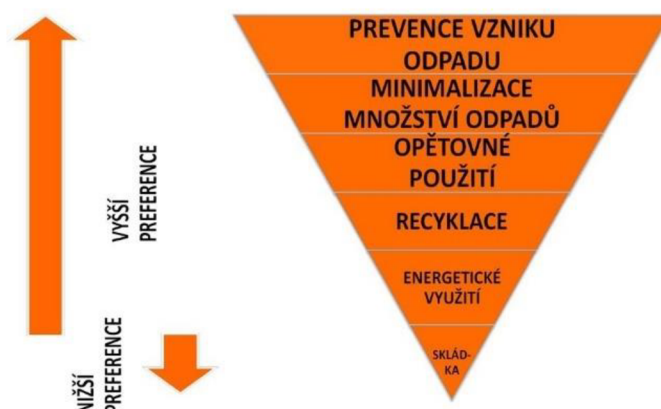 PREVENCE VZNIKU
ODPADU
MINIMALIZACE
MNOŽSTVÍ ODPADŮ
OPĚTOVNÉ
POUŽITÍ
RECYKLACE
ENERGETICKÉ
VYUŽITÍ
SKLÁD-
KA
VYŠŠÍ
PREFERENCE
NIŽŠÍ
PREFERENCE